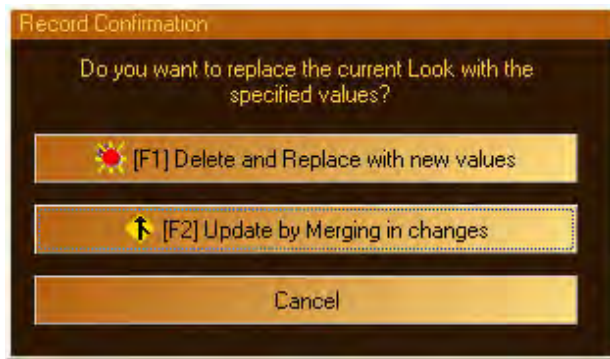 Record Confirmation
Do you want to replace the current Look with the
specified values?
[F1] Delete and Replace with new values
[F2] Update by Merging in changes
Cancel